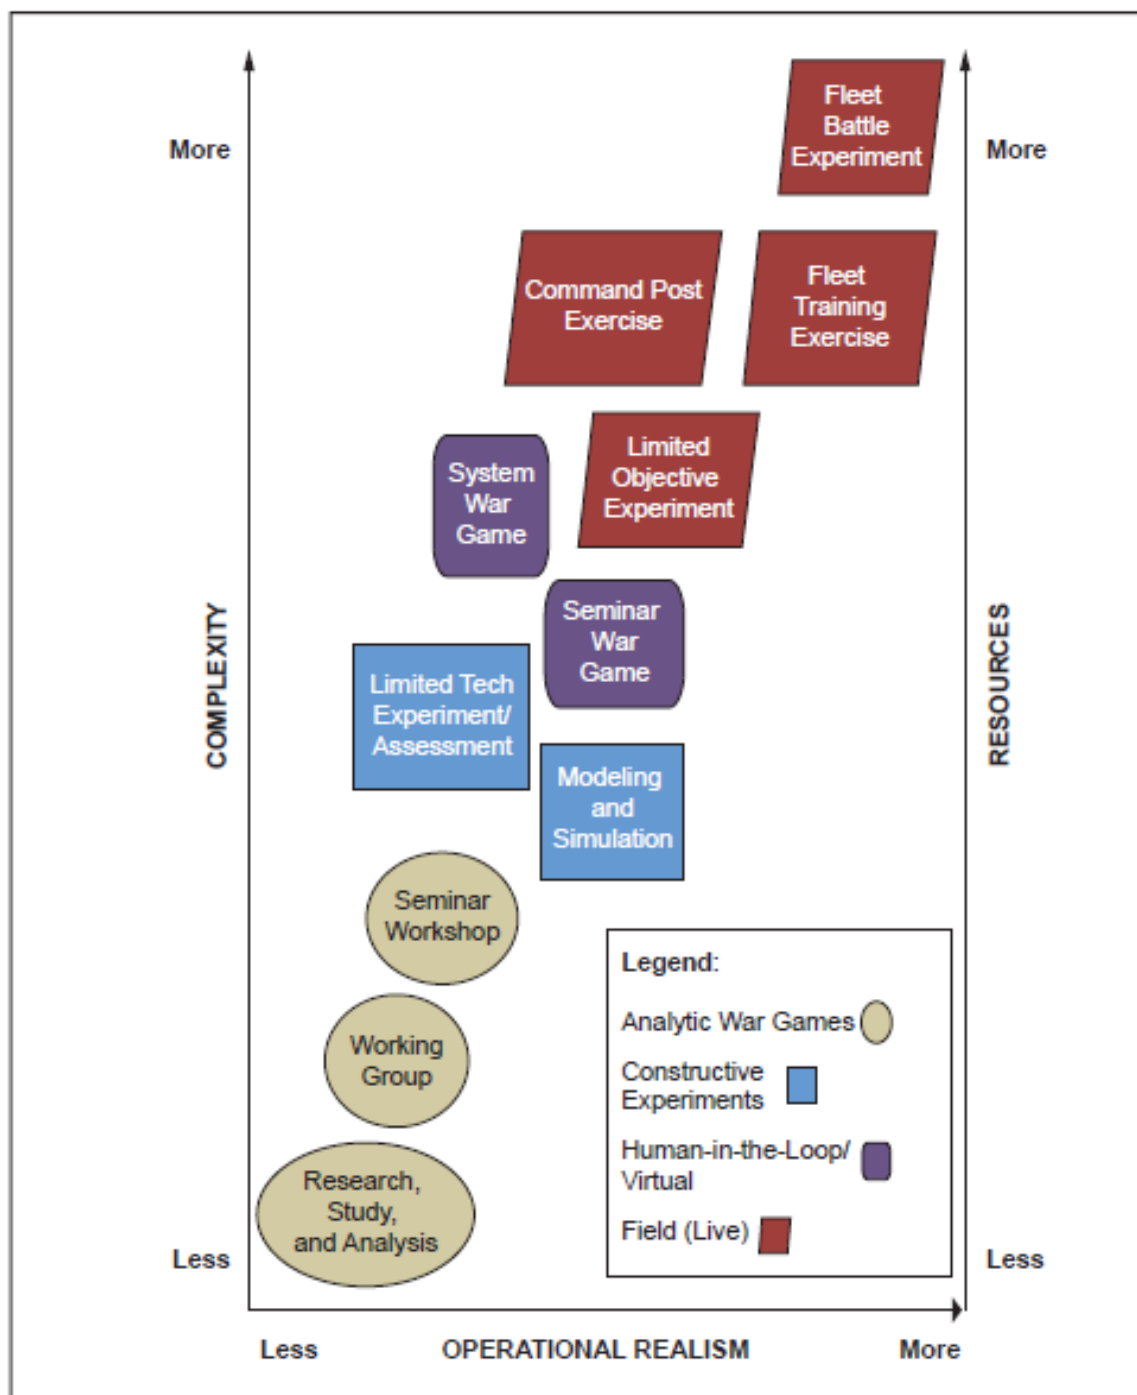 Fleet
Battle
Experiment
More
More
Command Post
Exercise
Fleet
Training
Exercise
Limited
Objective
Experiment
System
War
Game
Seminar
War
Game
COMPLEXITY
RESOURCES
Limited Tech
Experiment/
Assessment
Modeling
and
Simulation
Seminar
Workshop
Working
Group
Research,
Study,
and Analysis
Legend:
Analytic War Games
Constructive
Experiments
Human-in-the-Loop/
Virtual
Field (Live)
Less
Less
Less
OPERATIONAL REALISM
More